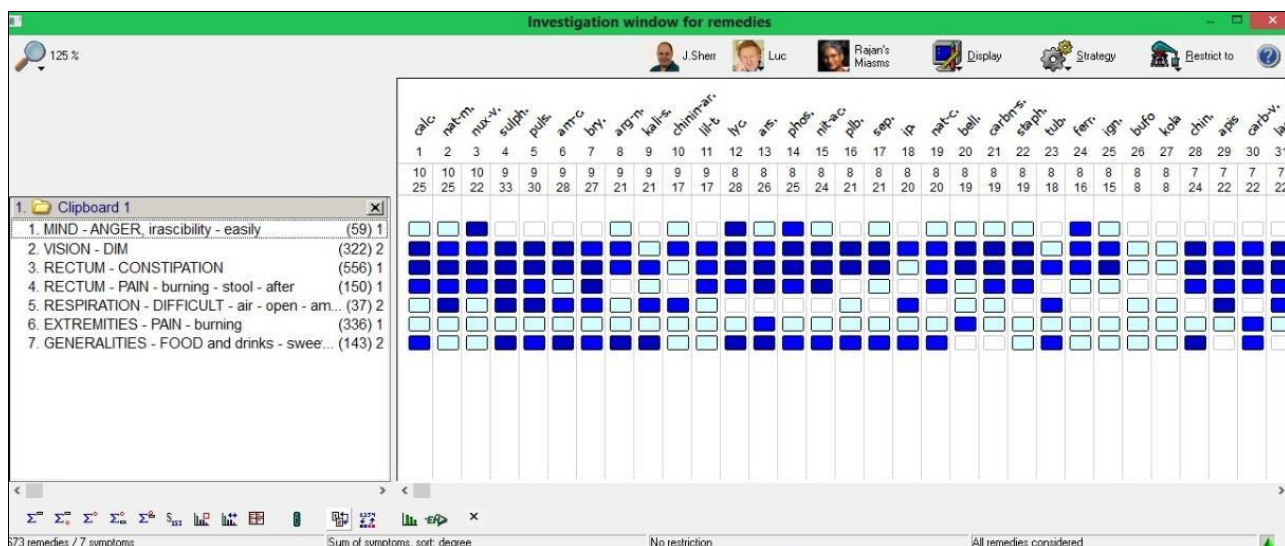 Investigation window for remedies
125 %
J.Sherr
Luc
Rajan's
Miasms
Display
Strategy
Restrict to
calc. nat-m. nux-v. sulph. puls. am-c. bry. arg-n. kali-s. chinin-ar. lil-t. lyc. ars. phos. nit-ac. plb. sep. ip. nat-c. bell. carbn-s. staph. tub. ferr. ign. bufo kola chin. apis carb-v.
1 2 3 4 5 6 7 8 9 10 11 12 13 14 15 16 17 18 19 20 21 22 23 24 25 26 27 28 29 30 31
10 10 10 9 9 9 9 9 9 9 9 8 8 8 8 8 8 8 8 8 8 8 8 8 8 8 8 7 7 7 7
25 25 22 33 30 28 27 21 21 17 17 28 26 25 24 21 21 20 20 19 19 19 18 16 15 8 8 24 22 22 22
1. Clipboard 1
1. MIND - ANGER, irascibility - easily (59) 1
2. VISION - DIM (322) 2
3. RECTUM - CONSTIPATION (556) 1
4. RECTUM - PAIN - burning - stool - after (150) 1
5. RESPIRATION - DIFFICULT - air - open - am... (37) 2
6. EXTREMITIES - PAIN - burning (336) 1
7. GENERALITIES - FOOD and drinks - swee... (143) 2
673 remedies / 7 symptoms
Sum of symptoms, sort: degree
No restriction
All remedies considered